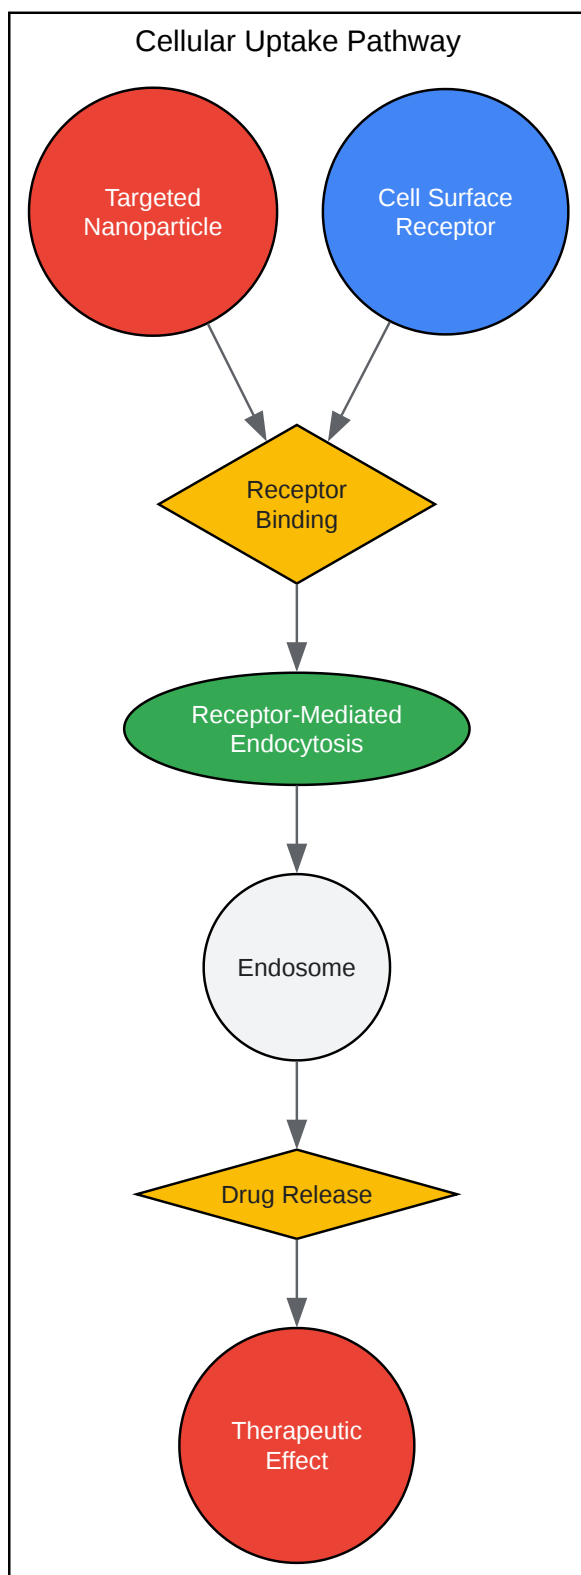 Cellular Uptake Pathway
Targeted
Nanoparticle
Cell Surface
Receptor
Receptor
Binding
Receptor-Mediated
Endocytosis
Endosome
Drug Release
Therapeutic
Effect